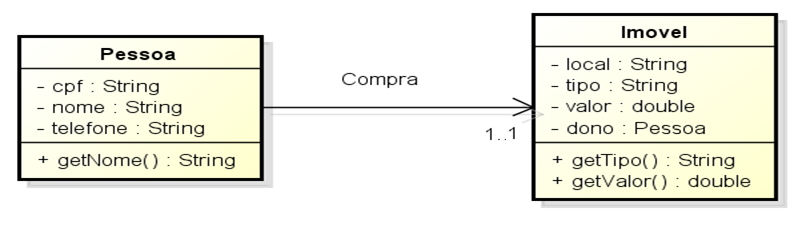 Pessoa
- cpf : String
- nome : String
- telefone : String
+ getNome() : String
Compra
1..1
Imovel
- local : String
- tipo : String
- valor : double
- dono : Pessoa
+ getTipo() : String
+ getValor() : double